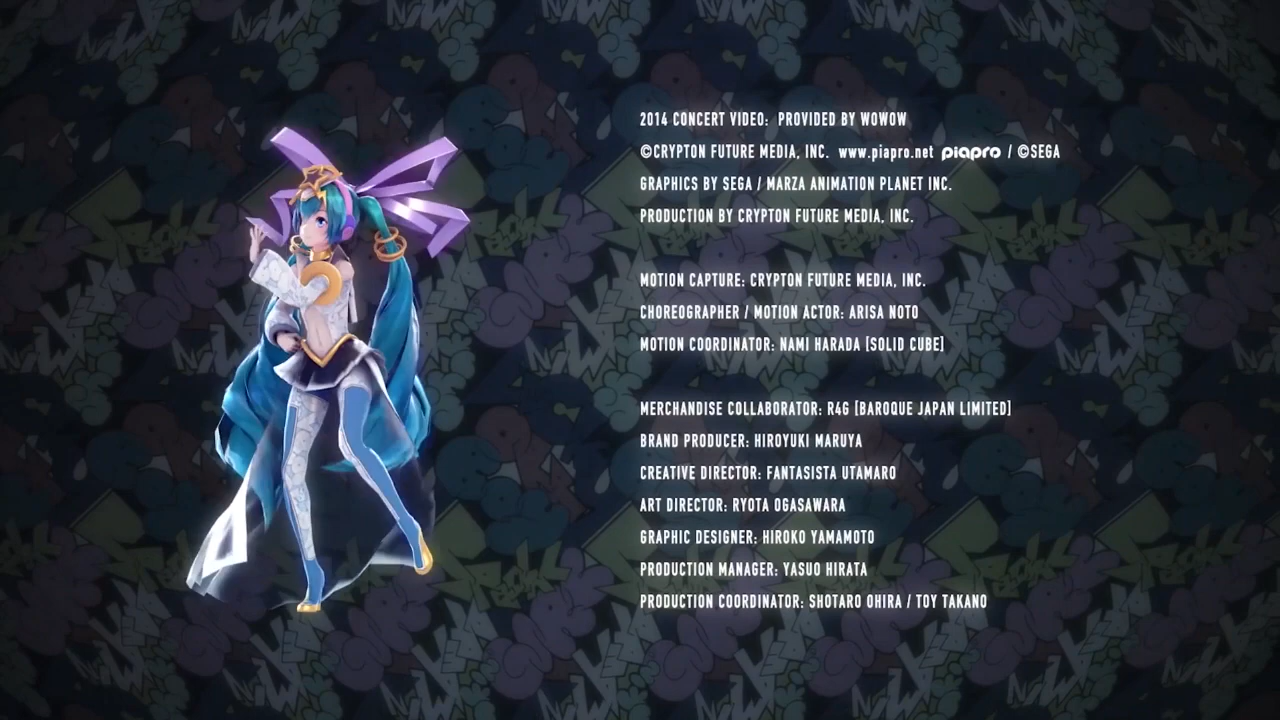 2014 CONCERT VIDEO: PROVIDED BY WOWOW
©CRYPTON FUTURE MEDIA, INC. www.piapro.net piapro / ©SEGA
GRAPHICS BY SEGA / MARZA ANIMATION PLANET INC.
PRODUCTION BY CRYPTON FUTURE MEDIA, INC.
MOTION CAPTURE: CRYPTON FUTURE MEDIA, INC.
CHOREOGRAPHER / MOTION ACTOR: ARISA NOTO
MOTION COORDINATOR: NAMI HARADA [SOLID CUBE]
MERCHANDISE COLLABORATOR: R4G [BAROQUE JAPAN LIMITED]
BRAND PRODUCER: HIROYUKI MARUYA
CREATIVE DIRECTOR: FANTASISTA UTAMARO
ART DIRECTOR: RYOTA OGASAWARA
GRAPHIC DESIGNER: HIROKO YAMAMOTO
PRODUCTION MANAGER: YASUO HIRATA
PRODUCTION COORDINATOR: SHOTARO OHIRA / TOY TAKANO